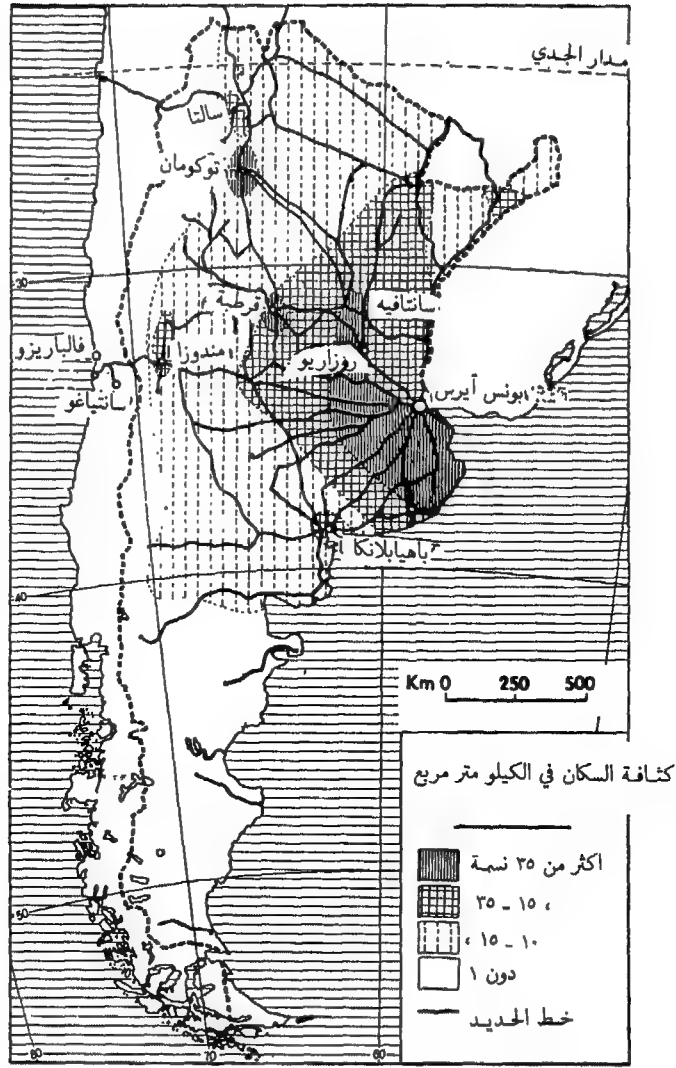 مدار الجدي
سالتا
توكومان
30
قرطبة
سانتافيه
فالباريزو
مندوزا
روزاريو
سانتياغو
بونس أيرس
باهيابلانكا
40
Km 0 250 500
كثافة السكان في الكيلو متر مربع
اكثر من ٣٥ نسمة
١٥ - ٣٥ ،
١٠ - ١٥ ،
دون ١
خط الحديد
50
80 70 60